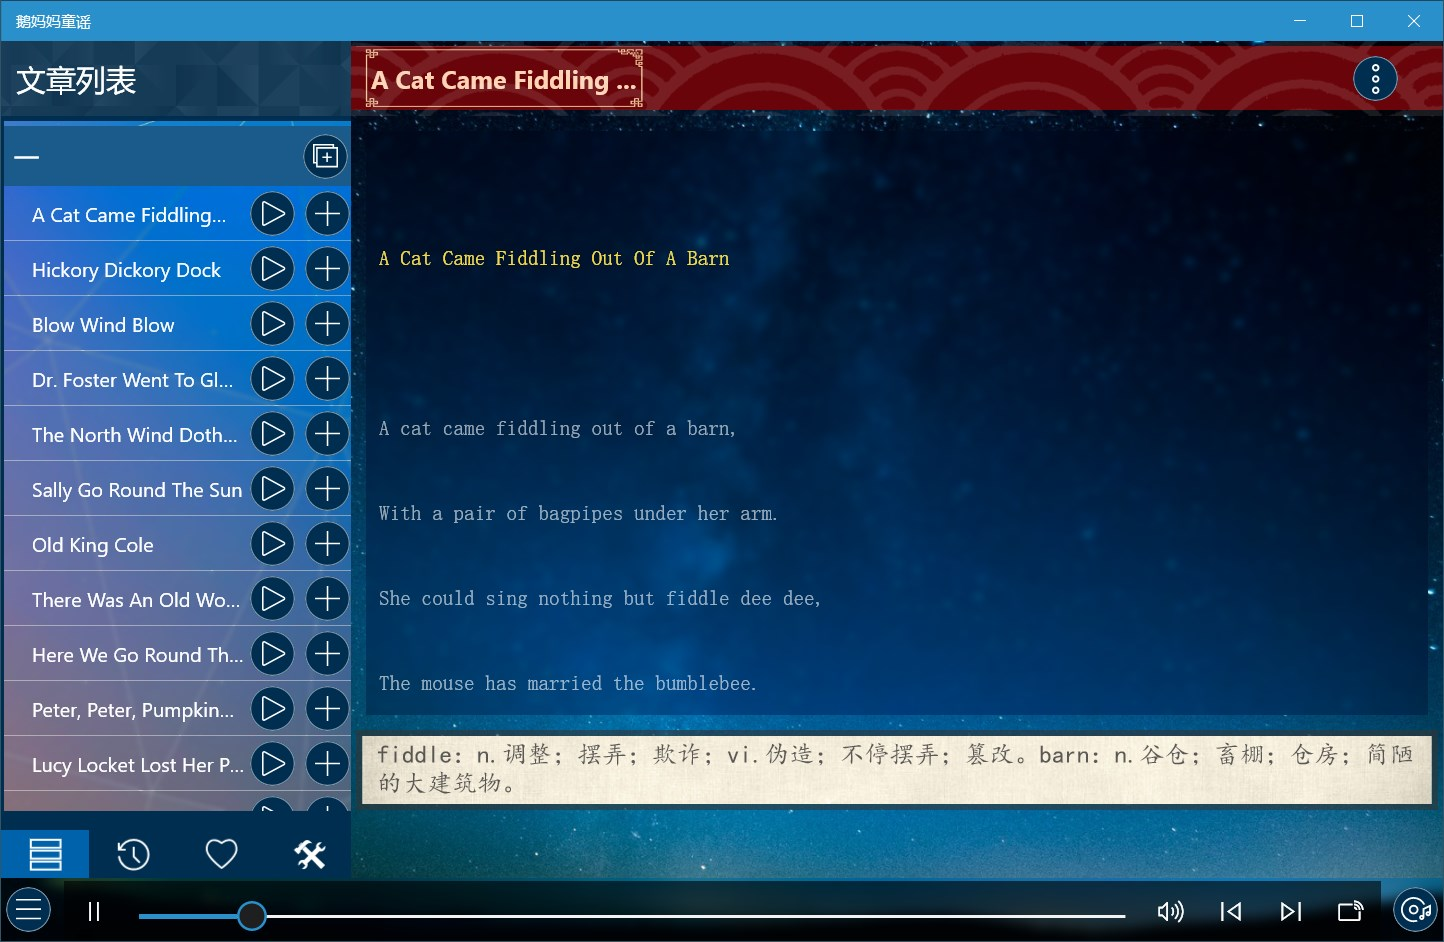 鹅妈妈童谣
文章列表
A Cat Came Fiddling ...
A Cat Came Fiddling...
Hickory Dickory Dock
Blow Wind Blow
Dr. Foster Went To Gl...
The North Wind Doth...
Sally Go Round The Sun
Old King Cole
There Was An Old Wo...
Here We Go Round Th...
Peter, Peter, Pumpkin...
Lucy Locket Lost Her P...
A Cat Came Fiddling Out Of A Barn
A cat came fiddling out of a barn,
With a pair of bagpipes under her arm.
She could sing nothing but fiddle dee dee,
The mouse has married the bumblebee.
fiddle：n.调整；摆弄；欺诈；vi.伪造；不停摆弄；篡改。barn：n.谷仓；畜棚；仓房；简陋
的大建筑物。